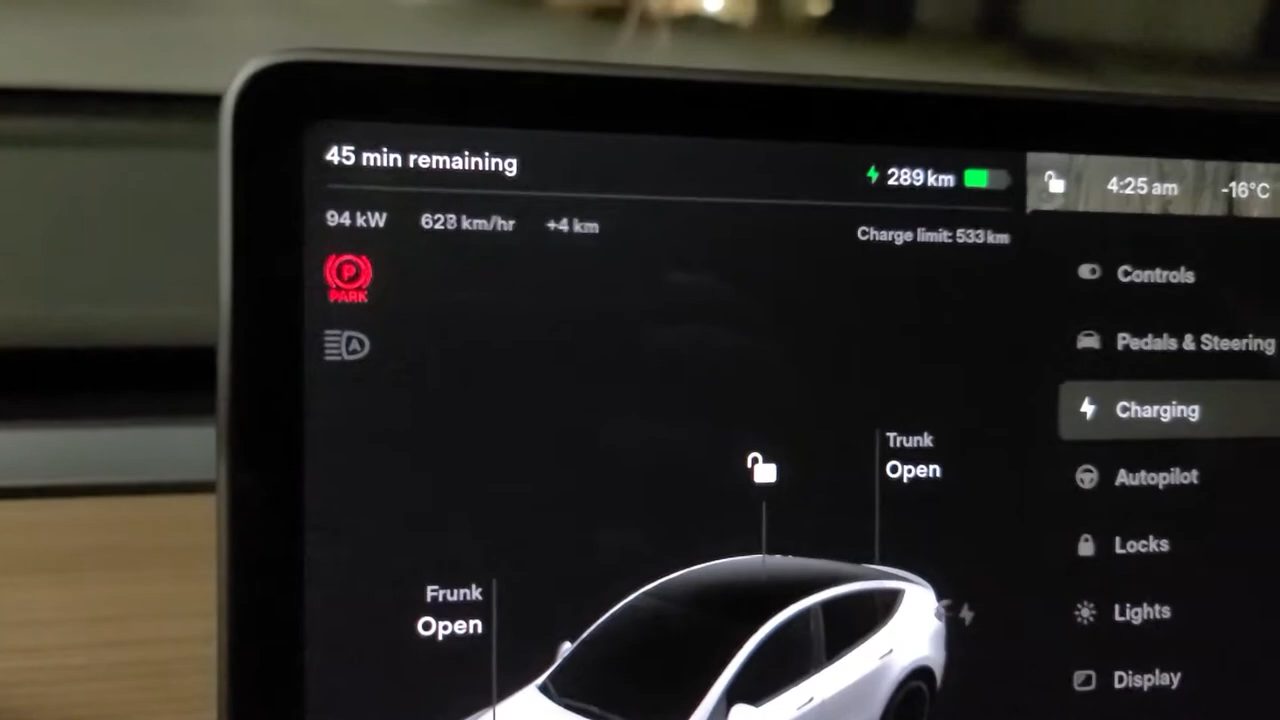 45 min remaining
289 km
94 kW 628 km/hr +4 km
Charge limit: 533 km
P
PARK
A
4:25 am -16°C
Controls
Pedals & Steering
Charging
Autopilot
Locks
Lights
Display
Trunk
Open
Frunk
Open